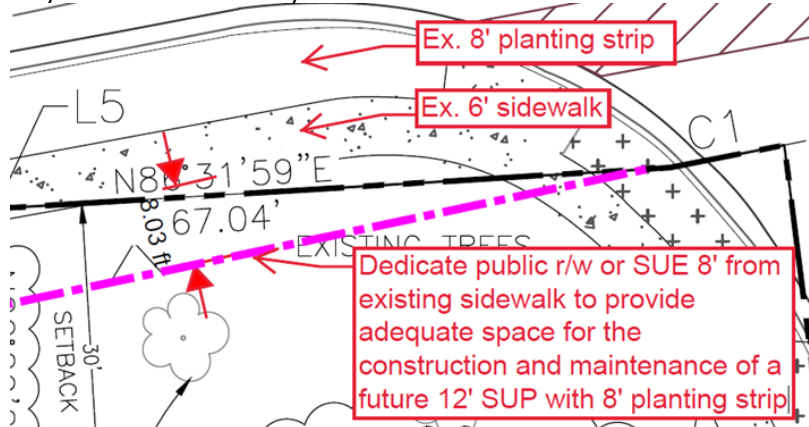 Ex. 8' planting strip
L5
Ex. 6' sidewalk
C1
N86°31'59"E
67.04'
8.03 ft
EXISTING TREES
Dedicate public r/w or SUE 8' from
existing sidewalk to provide
adequate space for the
construction and maintenance of a
future 12' SUP with 8' planting strip
30'
SETBACK